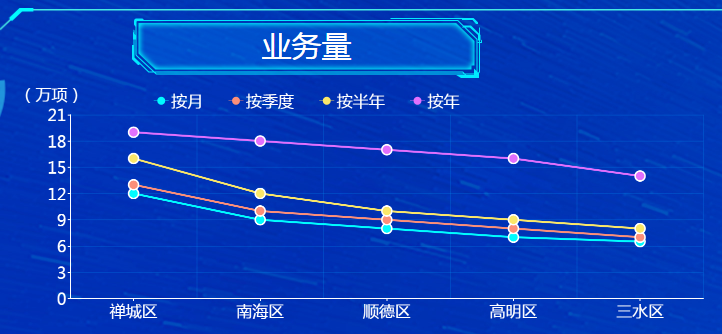 业务量
（万项）
按月 按季度 按半年 按年
21
18
15
12
9
6
3
0
禅城区 南海区 顺德区 高明区 三水区